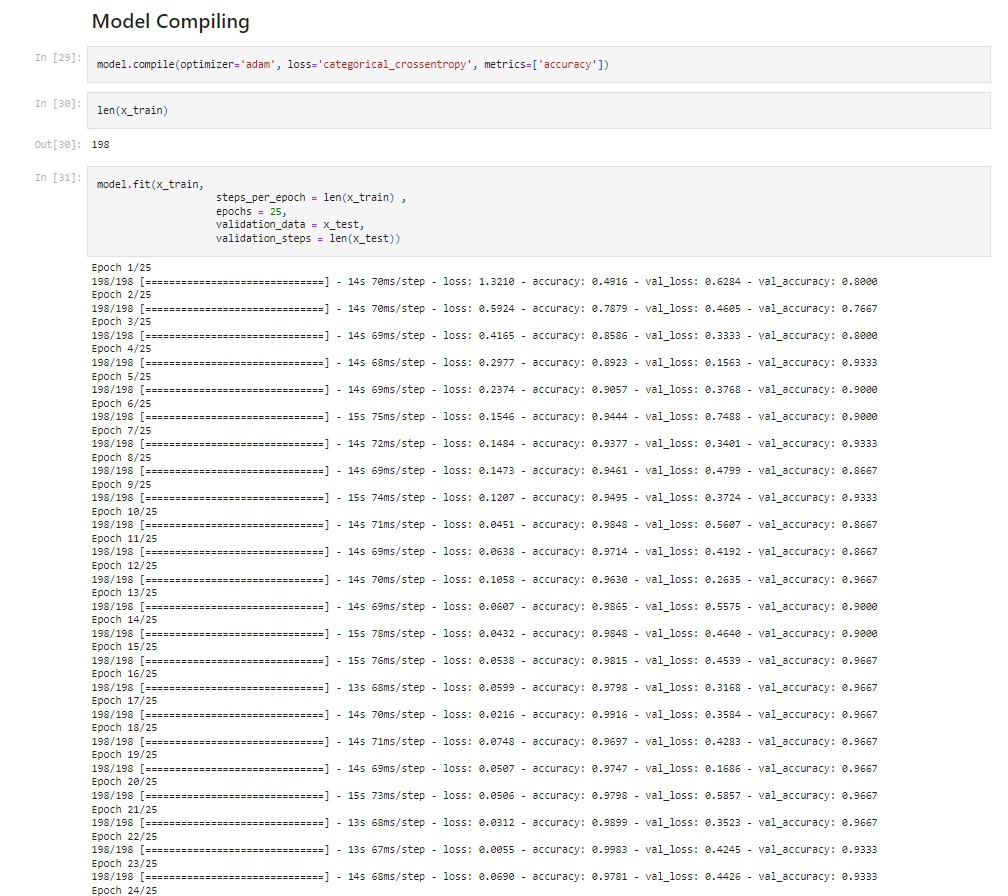 Model Compiling
In [29]: model.compile(optimizer='adam', loss='categorical_crossentropy', metrics=['accuracy'])
In [30]: len(x_train)
Out[30]: 198
In [31]: model.fit(x_train,
steps_per_epoch = len(x_train) ,
epochs = 25,
validation_data = x_test,
validation_steps = len(x_test))
Epoch 1/25
198/198 [==============================] - 14s 70ms/step - loss: 1.3210 - accuracy: 0.4916 - val_loss: 0.6284 - val_accuracy: 0.8000
Epoch 2/25
198/198 [==============================] - 14s 70ms/step - loss: 0.5924 - accuracy: 0.7879 - val_loss: 0.4605 - val_accuracy: 0.7667
Epoch 3/25
198/198 [==============================] - 14s 69ms/step - loss: 0.4165 - accuracy: 0.8586 - val_loss: 0.3333 - val_accuracy: 0.8000
Epoch 4/25
198/198 [==============================] - 14s 68ms/step - loss: 0.2977 - accuracy: 0.8923 - val_loss: 0.1563 - val_accuracy: 0.9333
Epoch 5/25
198/198 [==============================] - 14s 69ms/step - loss: 0.2374 - accuracy: 0.9057 - val_loss: 0.3768 - val_accuracy: 0.9000
Epoch 6/25
198/198 [==============================] - 15s 75ms/step - loss: 0.1546 - accuracy: 0.9444 - val_loss: 0.7488 - val_accuracy: 0.9000
Epoch 7/25
198/198 [==============================] - 14s 72ms/step - loss: 0.1484 - accuracy: 0.9377 - val_loss: 0.3401 - val_accuracy: 0.9333
Epoch 8/25
198/198 [==============================] - 14s 69ms/step - loss: 0.1473 - accuracy: 0.9461 - val_loss: 0.4799 - val_accuracy: 0.8667
Epoch 9/25
198/198 [==============================] - 15s 74ms/step - loss: 0.1207 - accuracy: 0.9495 - val_loss: 0.3724 - val_accuracy: 0.9333
Epoch 10/25
198/198 [==============================] - 14s 71ms/step - loss: 0.0451 - accuracy: 0.9848 - val_loss: 0.5607 - val_accuracy: 0.8667
Epoch 11/25
198/198 [==============================] - 14s 69ms/step - loss: 0.0638 - accuracy: 0.9714 - val_loss: 0.4192 - val_accuracy: 0.8667
Epoch 12/25
198/198 [==============================] - 14s 70ms/step - loss: 0.1058 - accuracy: 0.9630 - val_loss: 0.2635 - val_accuracy: 0.9667
Epoch 13/25
198/198 [==============================] - 14s 69ms/step - loss: 0.0607 - accuracy: 0.9865 - val_loss: 0.5575 - val_accuracy: 0.9000
Epoch 14/25
198/198 [==============================] - 15s 78ms/step - loss: 0.0432 - accuracy: 0.9848 - val_loss: 0.4640 - val_accuracy: 0.9000
Epoch 15/25
198/198 [==============================] - 15s 76ms/step - loss: 0.0538 - accuracy: 0.9815 - val_loss: 0.4539 - val_accuracy: 0.9667
Epoch 16/25
198/198 [==============================] - 13s 68ms/step - loss: 0.0599 - accuracy: 0.9798 - val_loss: 0.3168 - val_accuracy: 0.9667
Epoch 17/25
198/198 [==============================] - 14s 70ms/step - loss: 0.0216 - accuracy: 0.9916 - val_loss: 0.3584 - val_accuracy: 0.9667
Epoch 18/25
198/198 [==============================] - 14s 71ms/step - loss: 0.0748 - accuracy: 0.9697 - val_loss: 0.4283 - val_accuracy: 0.9667
Epoch 19/25
198/198 [==============================] - 14s 69ms/step - loss: 0.0507 - accuracy: 0.9747 - val_loss: 0.1686 - val_accuracy: 0.9667
Epoch 20/25
198/198 [==============================] - 15s 73ms/step - loss: 0.0506 - accuracy: 0.9798 - val_loss: 0.5857 - val_accuracy: 0.9667
Epoch 21/25
198/198 [==============================] - 13s 68ms/step - loss: 0.0312 - accuracy: 0.9899 - val_loss: 0.3523 - val_accuracy: 0.9667
Epoch 22/25
198/198 [==============================] - 13s 67ms/step - loss: 0.0055 - accuracy: 0.9983 - val_loss: 0.4245 - val_accuracy: 0.9333
Epoch 23/25
198/198 [==============================] - 14s 68ms/step - loss: 0.0690 - accuracy: 0.9781 - val_loss: 0.4426 - val_accuracy: 0.9333
Epoch 24/25